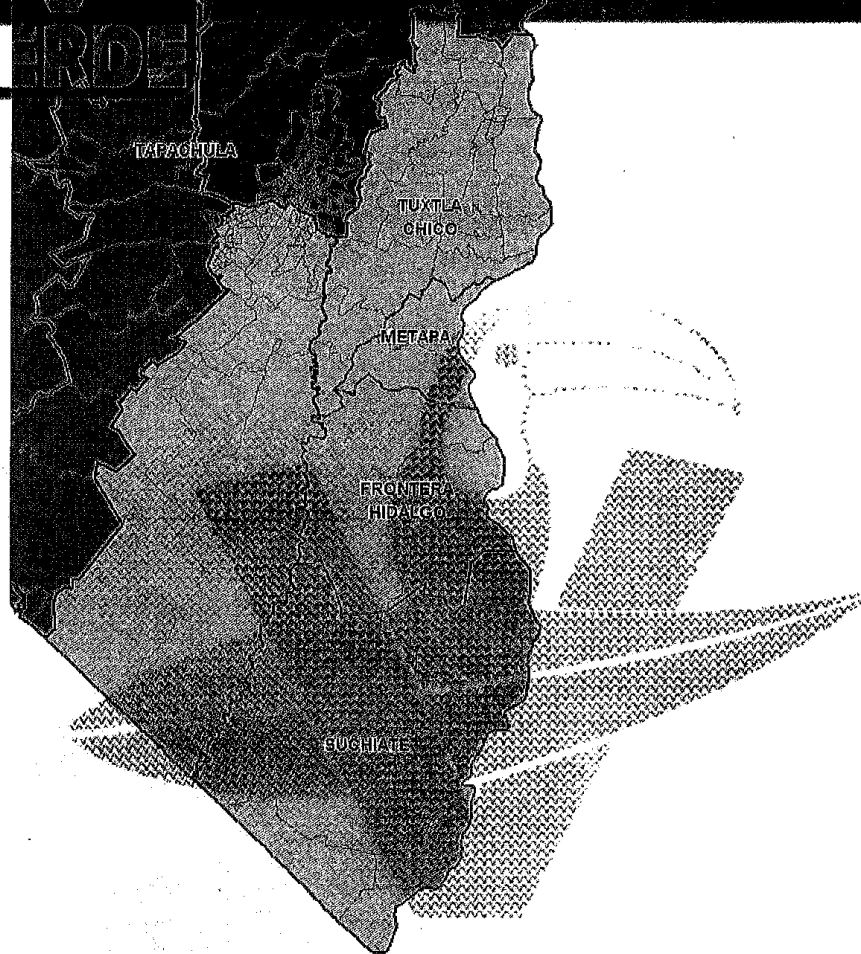 ERDE
TAPACHULA
TUXTLA
CHICO
METAPA
FRONTERA
HIDALGO
SUCHIATE